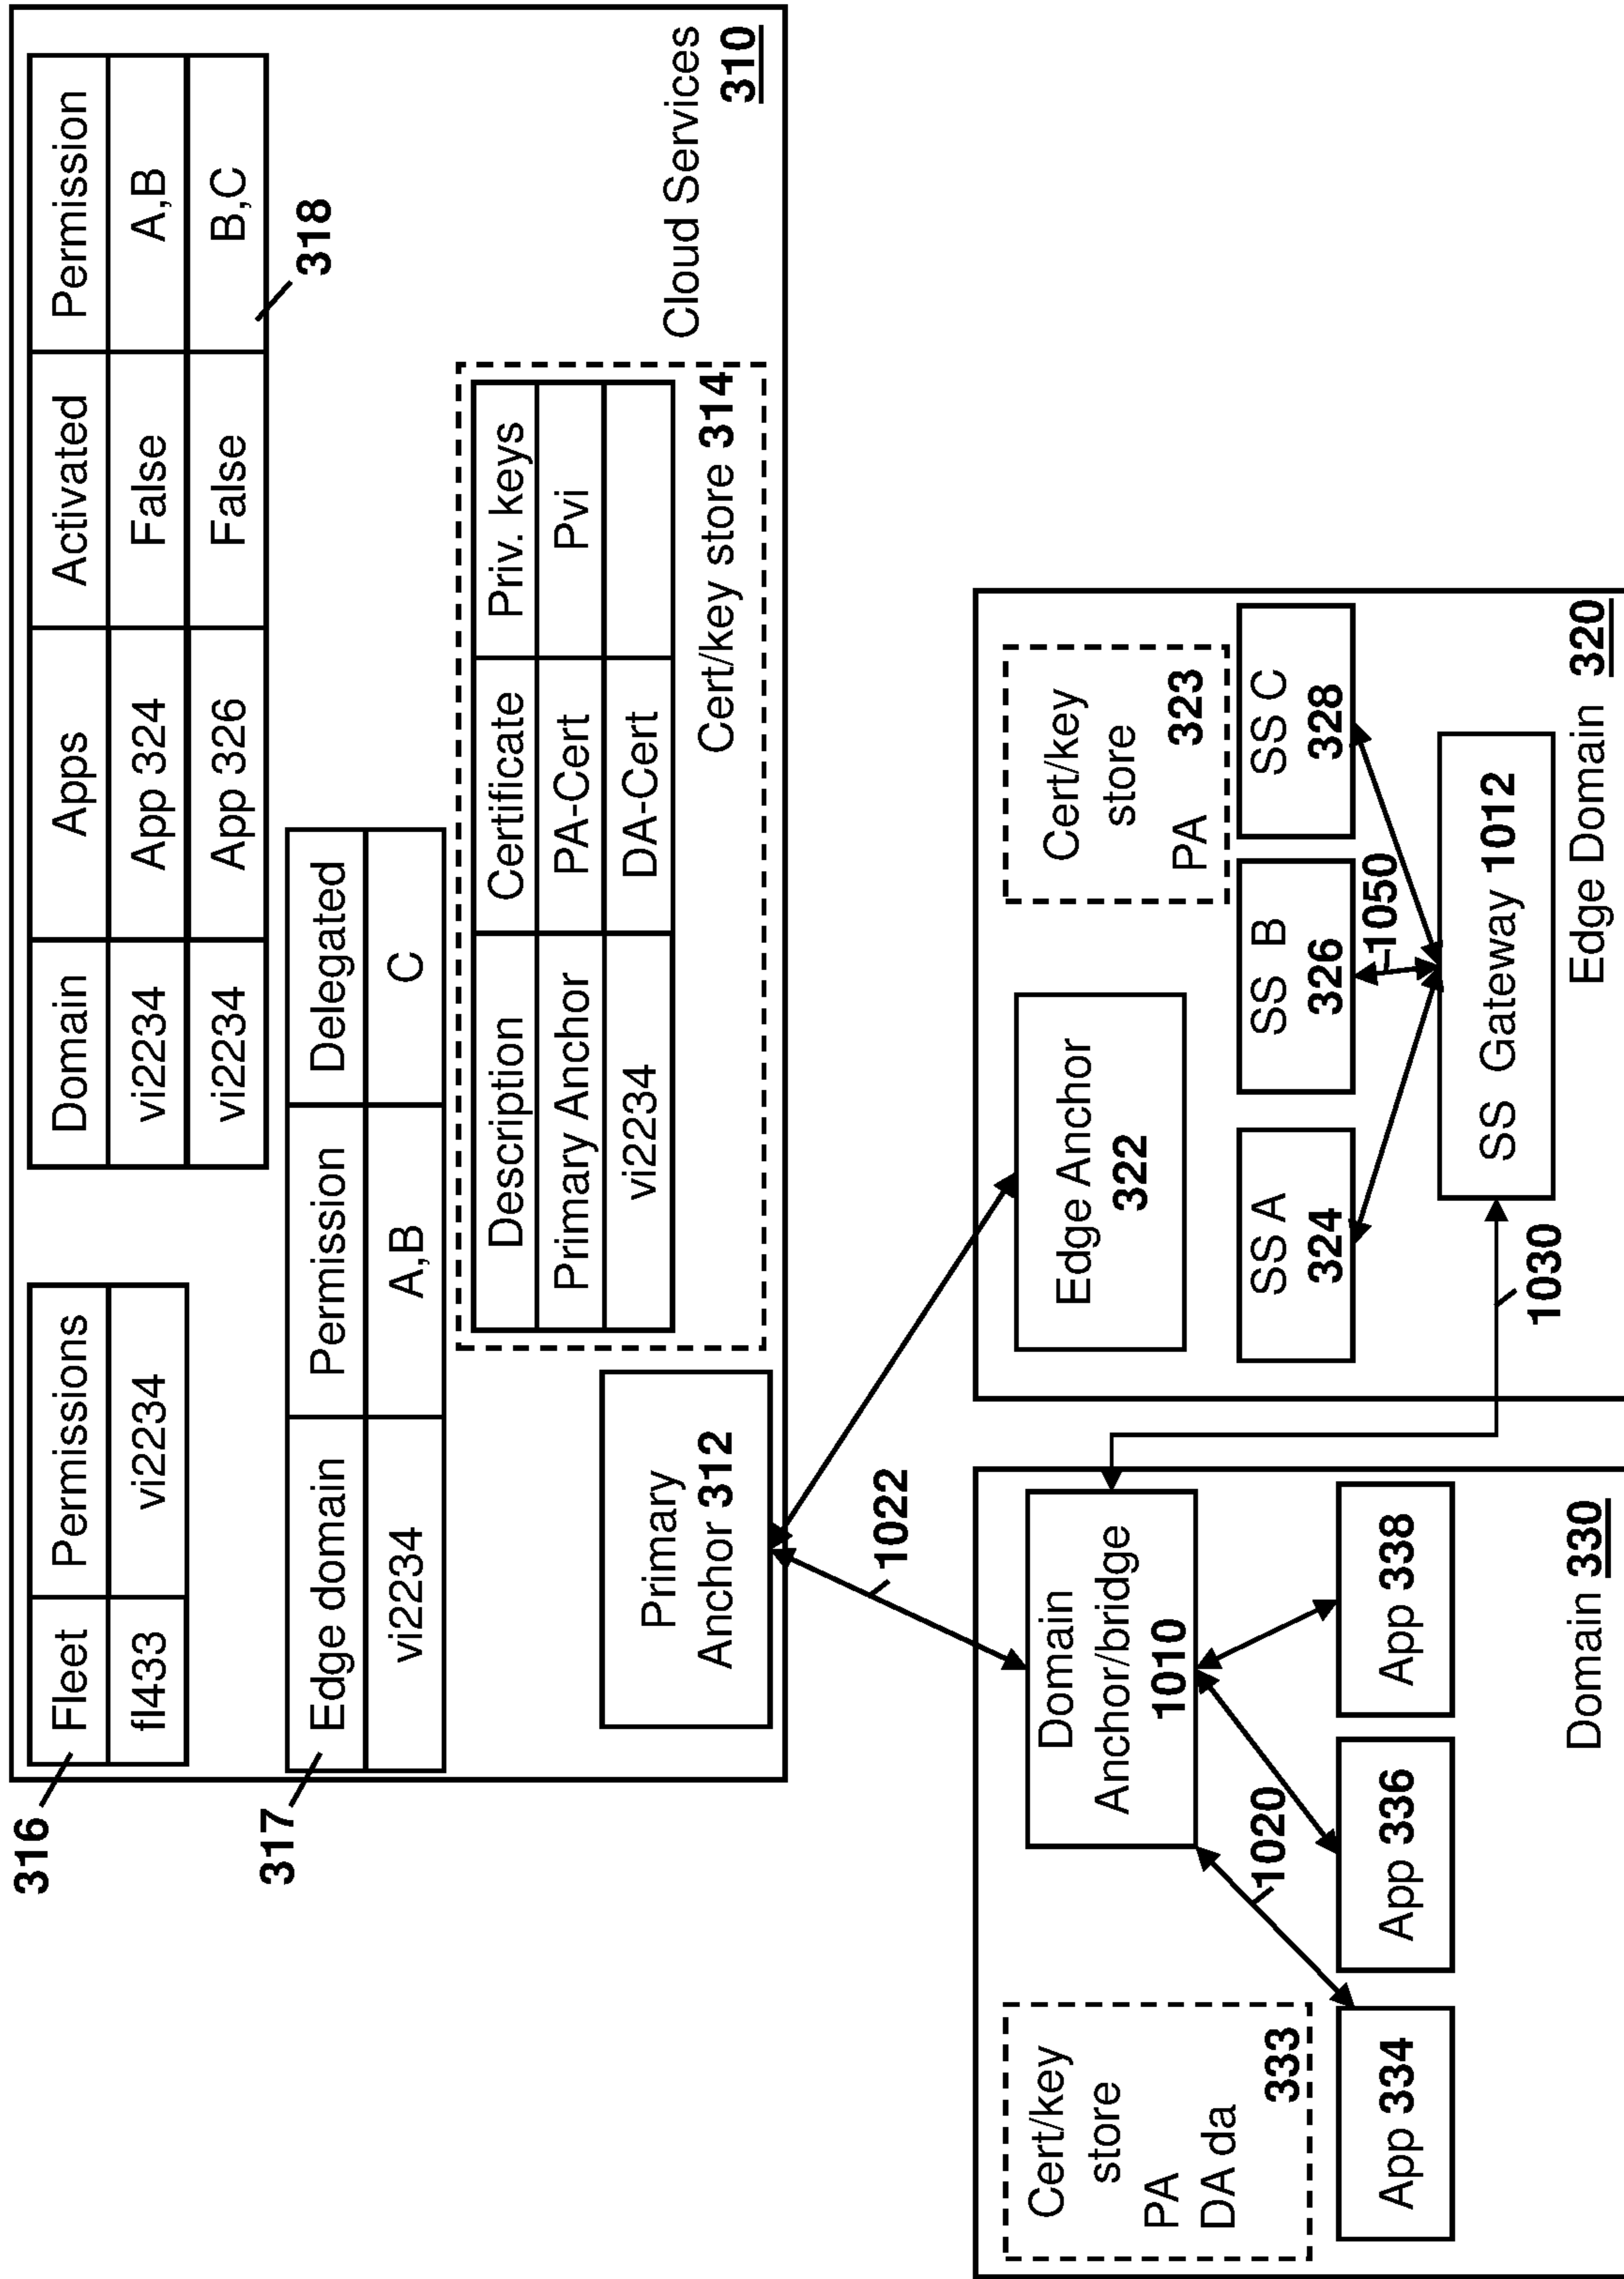 316
Fleet Permissions
fl433 vi2234
Domain Apps Activated Permission
vi2234 App 324 False A,B
vi2234 App 326 False B,C
318
317
Edge domain Permission Delegated
vi2234 A,B C
Description Certificate Priv. keys
Primary Anchor PA-Cert Pvi
vi2234 DA-Cert
Cert/key store 314
Primary
Anchor 312
Cloud Services
310
1022
Cert/key
store
PA
DA da
333
Domain
Anchor/bridge
1010
1020
App 334
App 336
App 338
Domain 330
1030
Edge Anchor
322
Cert/key
store
PA 323
SS A
324
SS B
326
SS C
328
1050
SS Gateway 1012
Edge Domain 320